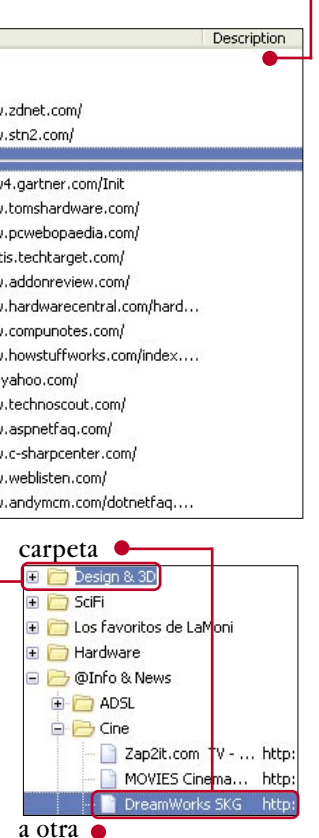 Description
w.zdnet.com/
w.stn2.com/
w4.gartner.com/Init
w.tomshardware.com/
w.pcwebopaedia.com/
tis.techtarget.com/
w.addonreview.com/
w.hardwarecentral.com/hard...
w.compunotes.com/
w.howstuffworks.com/index....
yahoo.com/
w.technoscout.com/
w.aspnetfaq.com/
w.c-sharpcenter.com/
w.weblisten.com/
w.andymcm.com/dotnetfaq....
carpeta
Design & 3D
SciFi
Los favoritos de LaMoni
Hardware
@Info & News
ADSL
Cine
Zap2it.com TV - ... http:
MOVIES Cinema... http:
DreamWorks SKG http:
a otra